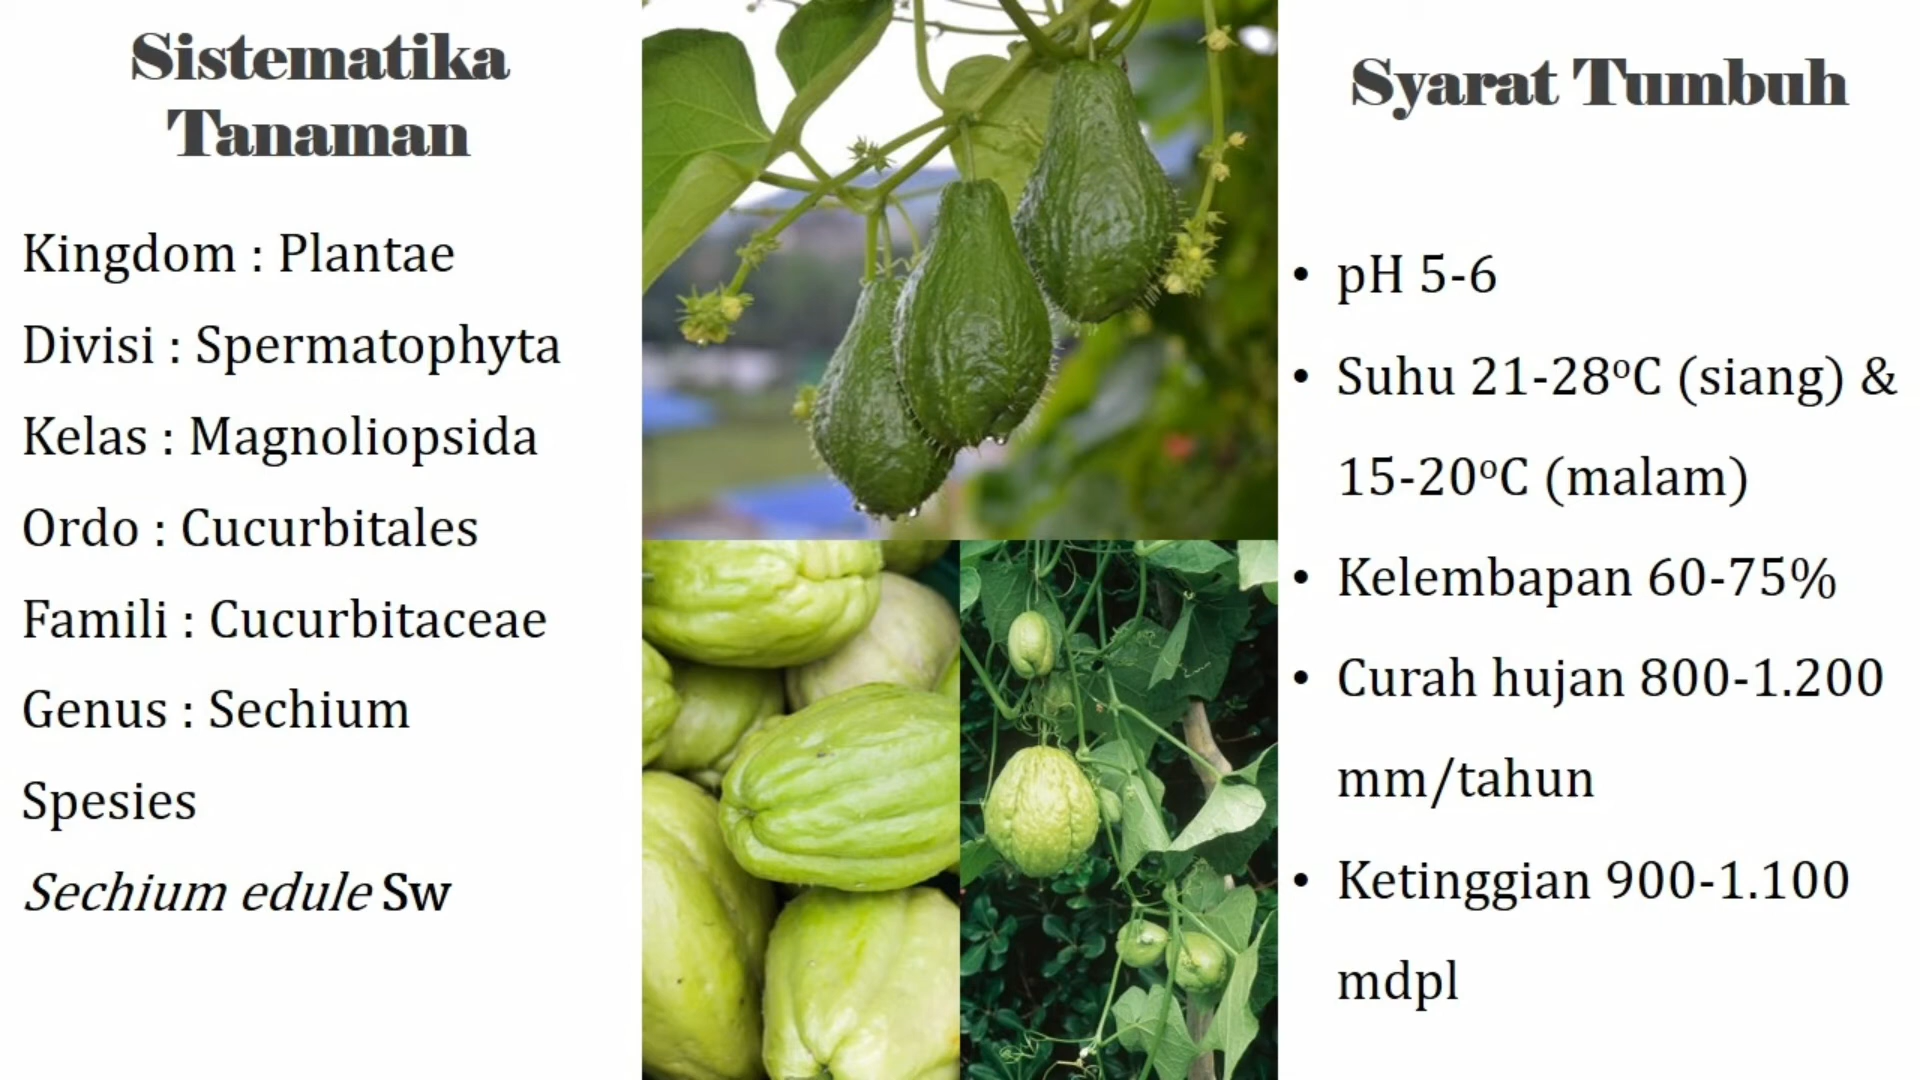 Sistematika
Tanaman
Kingdom : Plantae
Divisi : Spermatophyta
Kelas : Magnoliopsida
Ordo : Cucurbitales
Famili : Cucurbitaceae
Genus : Sechium
Spesies
Sechium edule Sw
Syarat Tumbuh
• pH 5-6
• Suhu 21-28ºC (siang) &
15-20ºC (malam)
• Kelembapan 60-75%
• Curah hujan 800-1.200
mm/tahun
• Ketinggian 900-1.100
mdpl